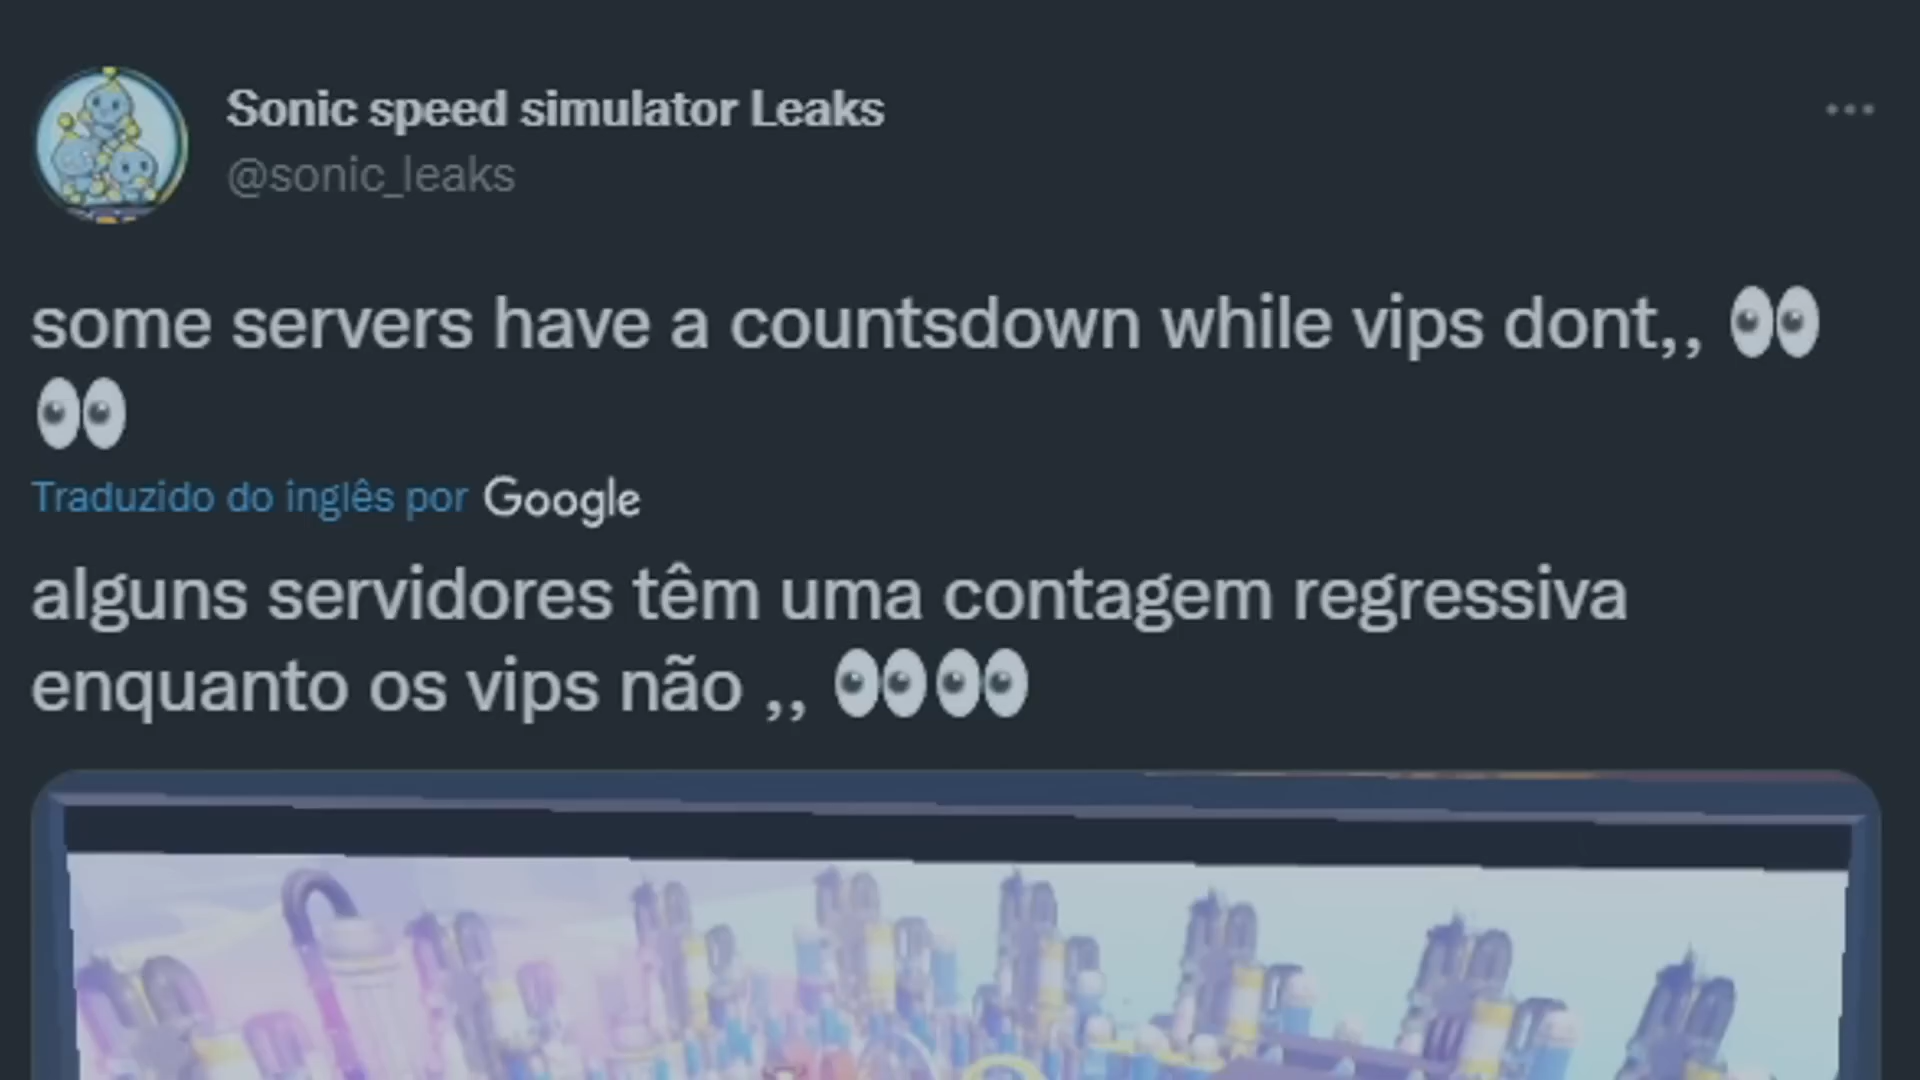 Sonic speed simulator Leaks
@sonic_leaks
some servers have a countsdown while vips dont,, 👀
👀
Traduzido do inglês por Google
alguns servidores têm uma contagem regressiva
enquanto os vips não ,, 👀👀